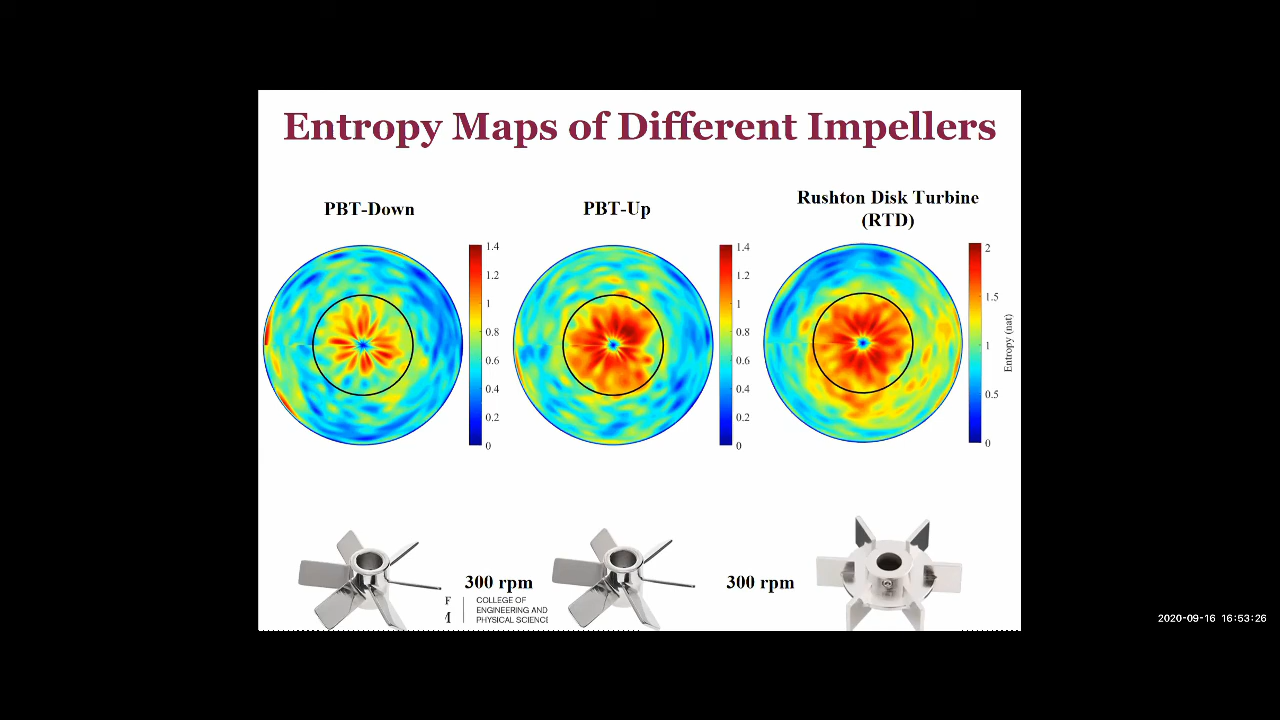 Entropy Maps of Different Impellers
PBT-Down
PBT-Up
Rushton Disk Turbine
(RTD)
1.4
1.2
1
0.8
0.6
0.4
0.2
0
1.4
1.2
1
0.8
0.6
0.4
0.2
0
2
1.5
1
0.5
0
Entropy (nat)
300 rpm
300 rpm
COLLEGE OF
ENGINEERING AND
PHYSICAL SCIENCE
2020-09-16 16:53:26